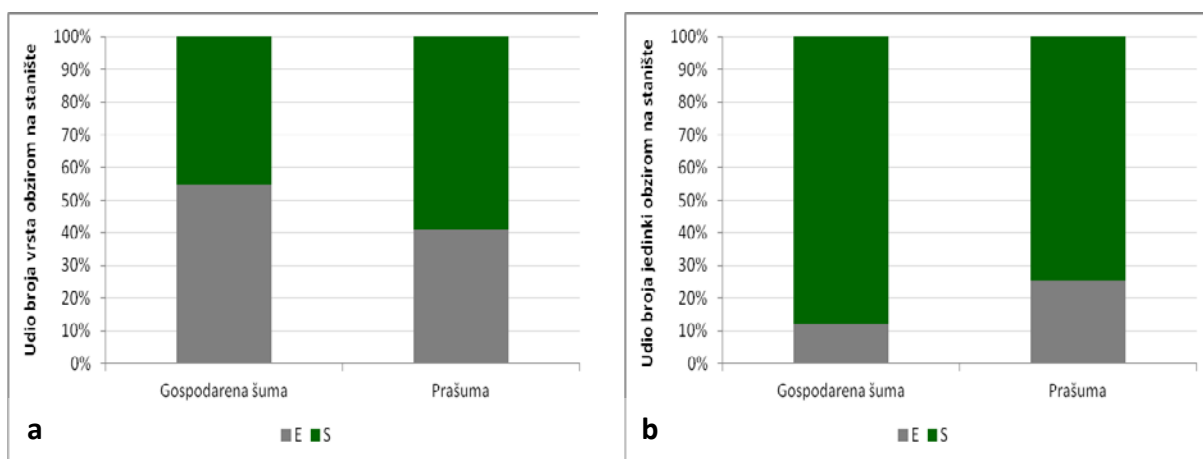 Udio broja vrsta obzirom na stanište
100%
90%
80%
70%
60%
50%
40%
30%
20%
10%
0%
Gospodarena šuma
Prašuma
E S
a
Udio broja jedinki obzirom na stanište
100%
90%
80%
70%
60%
50%
40%
30%
20%
10%
0%
Gospodarena šuma
Prašuma
E S
b